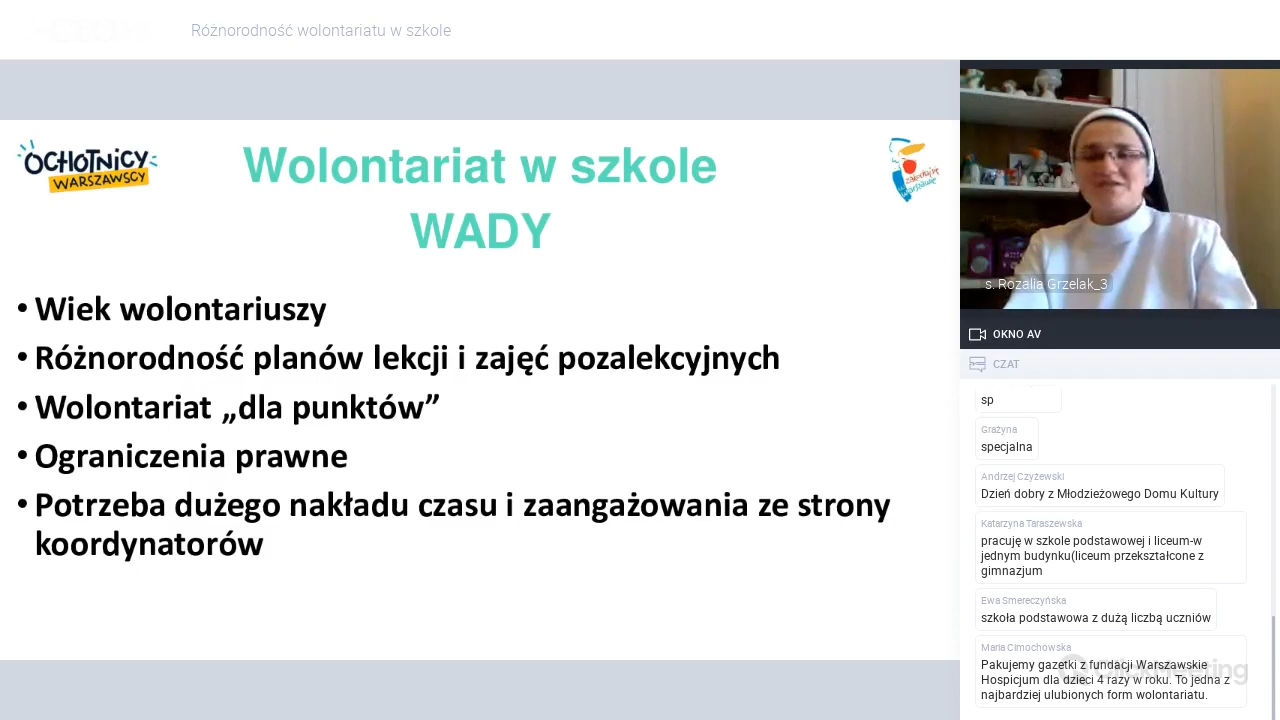 Różnorodność wolontariatu w szkole
OCHOTNICY
WARSZAWSCY
Wolontariat w szkole
WADY
zakochaj się
w Warszawie
• Wiek wolontariuszy
• Różnorodność planów lekcji i zajęć pozalekcyjnych
• Wolontariat „dla punktów”
• Ograniczenia prawne
• Potrzeba dużego nakładu czasu i zaangażowania ze strony
koordynatorów
s. Rozalia Grzelak_3
OKNO AV
CZAT
sp
Grażyna
specjalna
Andrzej Czyżewski
Dzień dobry z Młodzieżowego Domu Kultury
Katarzyna Taraszewska
pracuję w szkole podstawowej i liceum-w
jednym budynku(liceum przekształcone z
gimnazjum
Ewa Smereczyńska
szkoła podstawowa z dużą liczbą uczniów
Maria Cimochowska
Pakujemy gazetki z fundacji Warszawskie
Hospicjum dla dzieci 4 razy w roku. To jedna z
najbardziej ulubionych form wolontariatu.
ClickMeeting